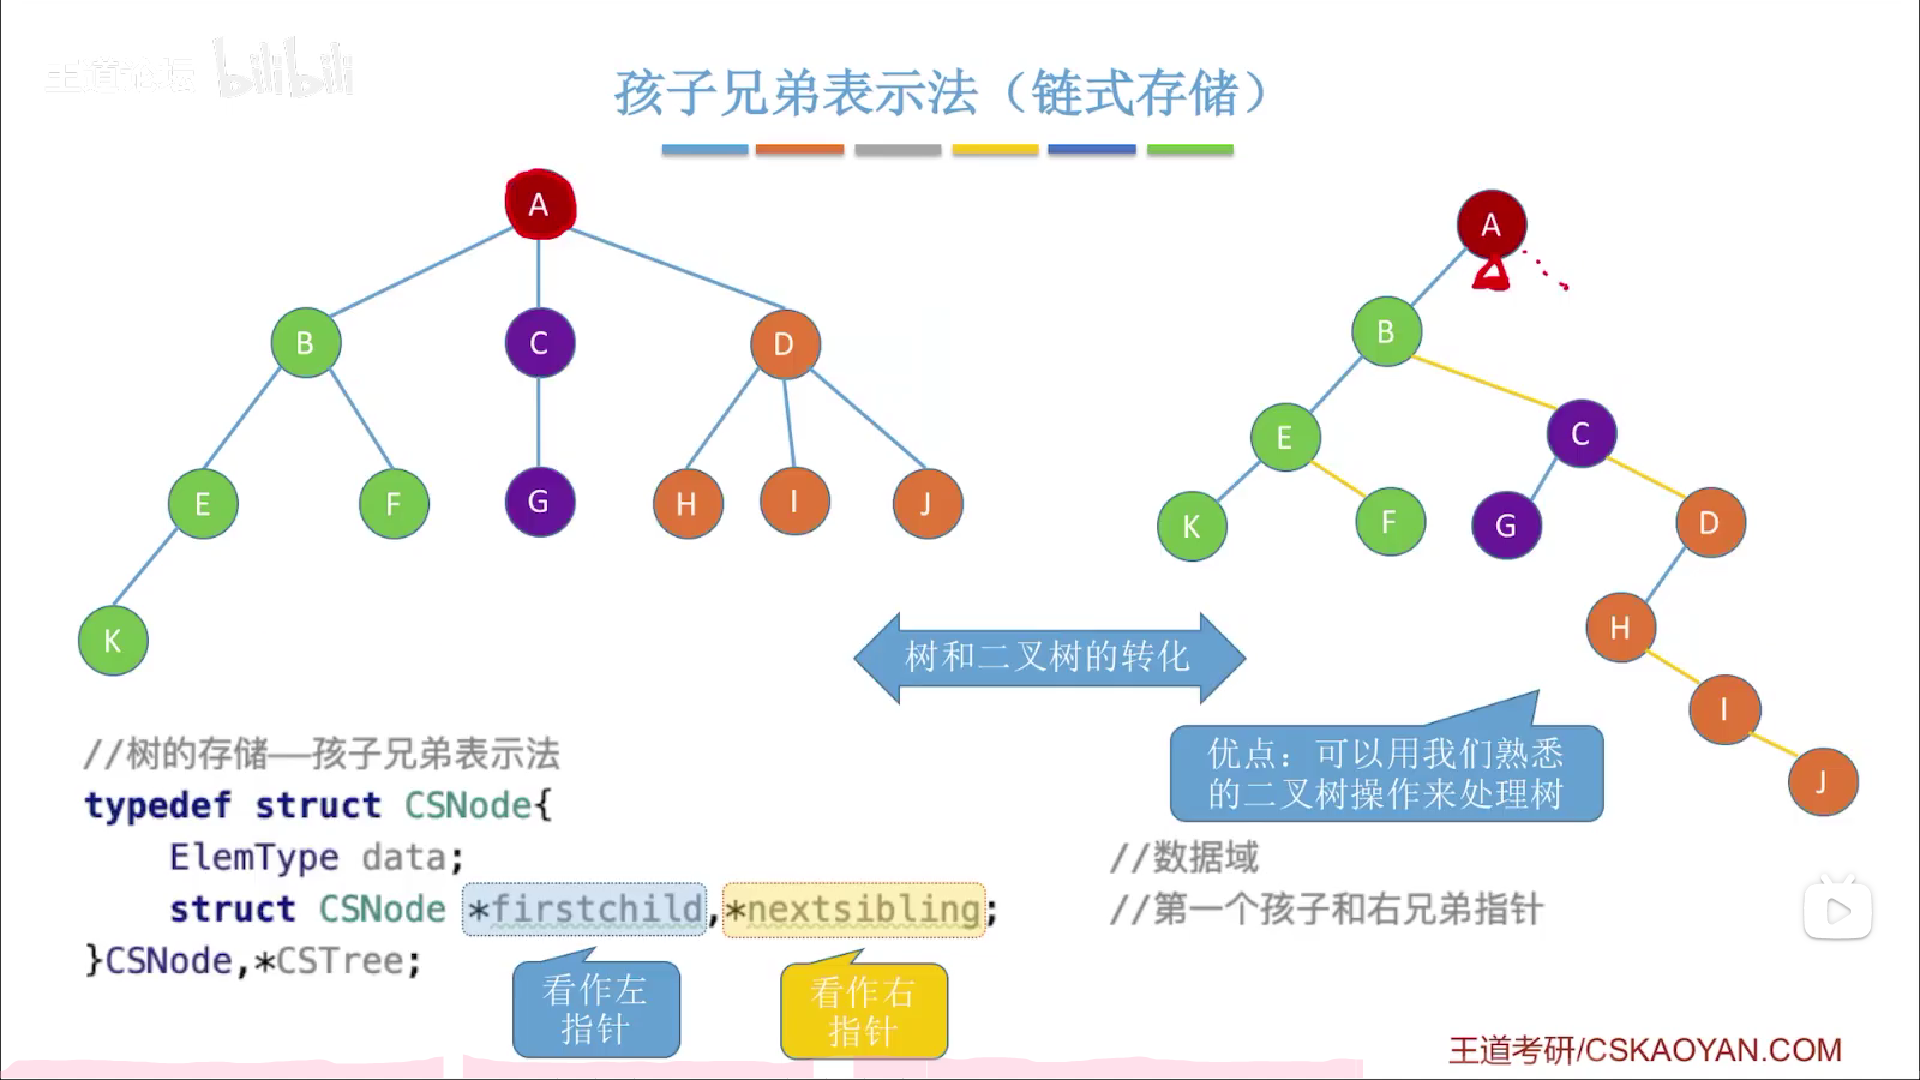 王道论坛 bilibili
孩子兄弟表示法（链式存储）
A
B
C
D
E
F
G
H
I
J
K
A
B
C
E
K
F
G
D
H
I
J
树和二叉树的转化
优点：可以用我们熟悉
的二叉树操作来处理树
//树的存储——孩子兄弟表示法
typedef struct CSNode{
ElemType data; //数据域
struct CSNode *firstchild,*nextsibling; //第一个孩子和右兄弟指针
}CSNode,*CSTree;
看作左
指针
看作右
指针
王道考研/CSKAOYAN.COM